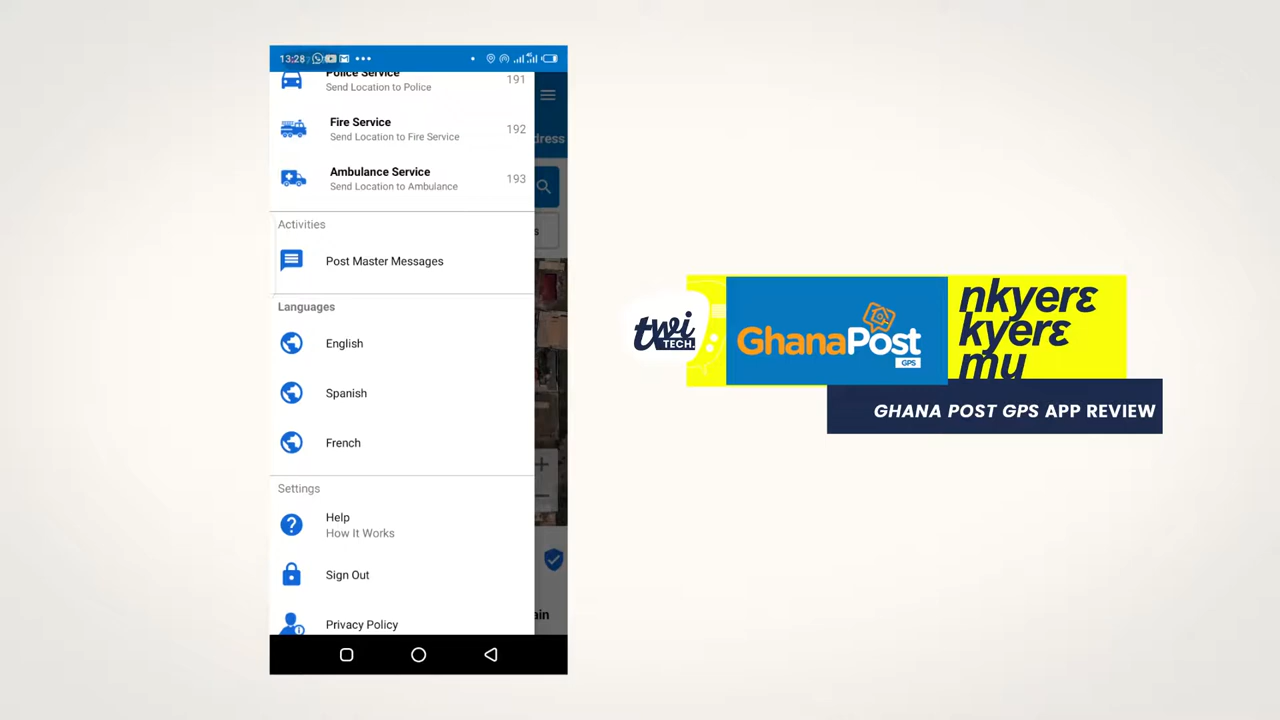 13:28
Police Service
191
Send Location to Police
Fire Service
192
Send Location to Fire Service
Ambulance Service
193
Send Location to Ambulance
Activities
Post Master Messages
Languages
English
Spanish
French
Settings
Help
How It Works
Sign Out
Privacy Policy
dress
s
ain
twi
TECH.
GhanaPost
GPS
nkyerɛ
kyerɛ
mu
GHANA POST GPS APP REVIEW